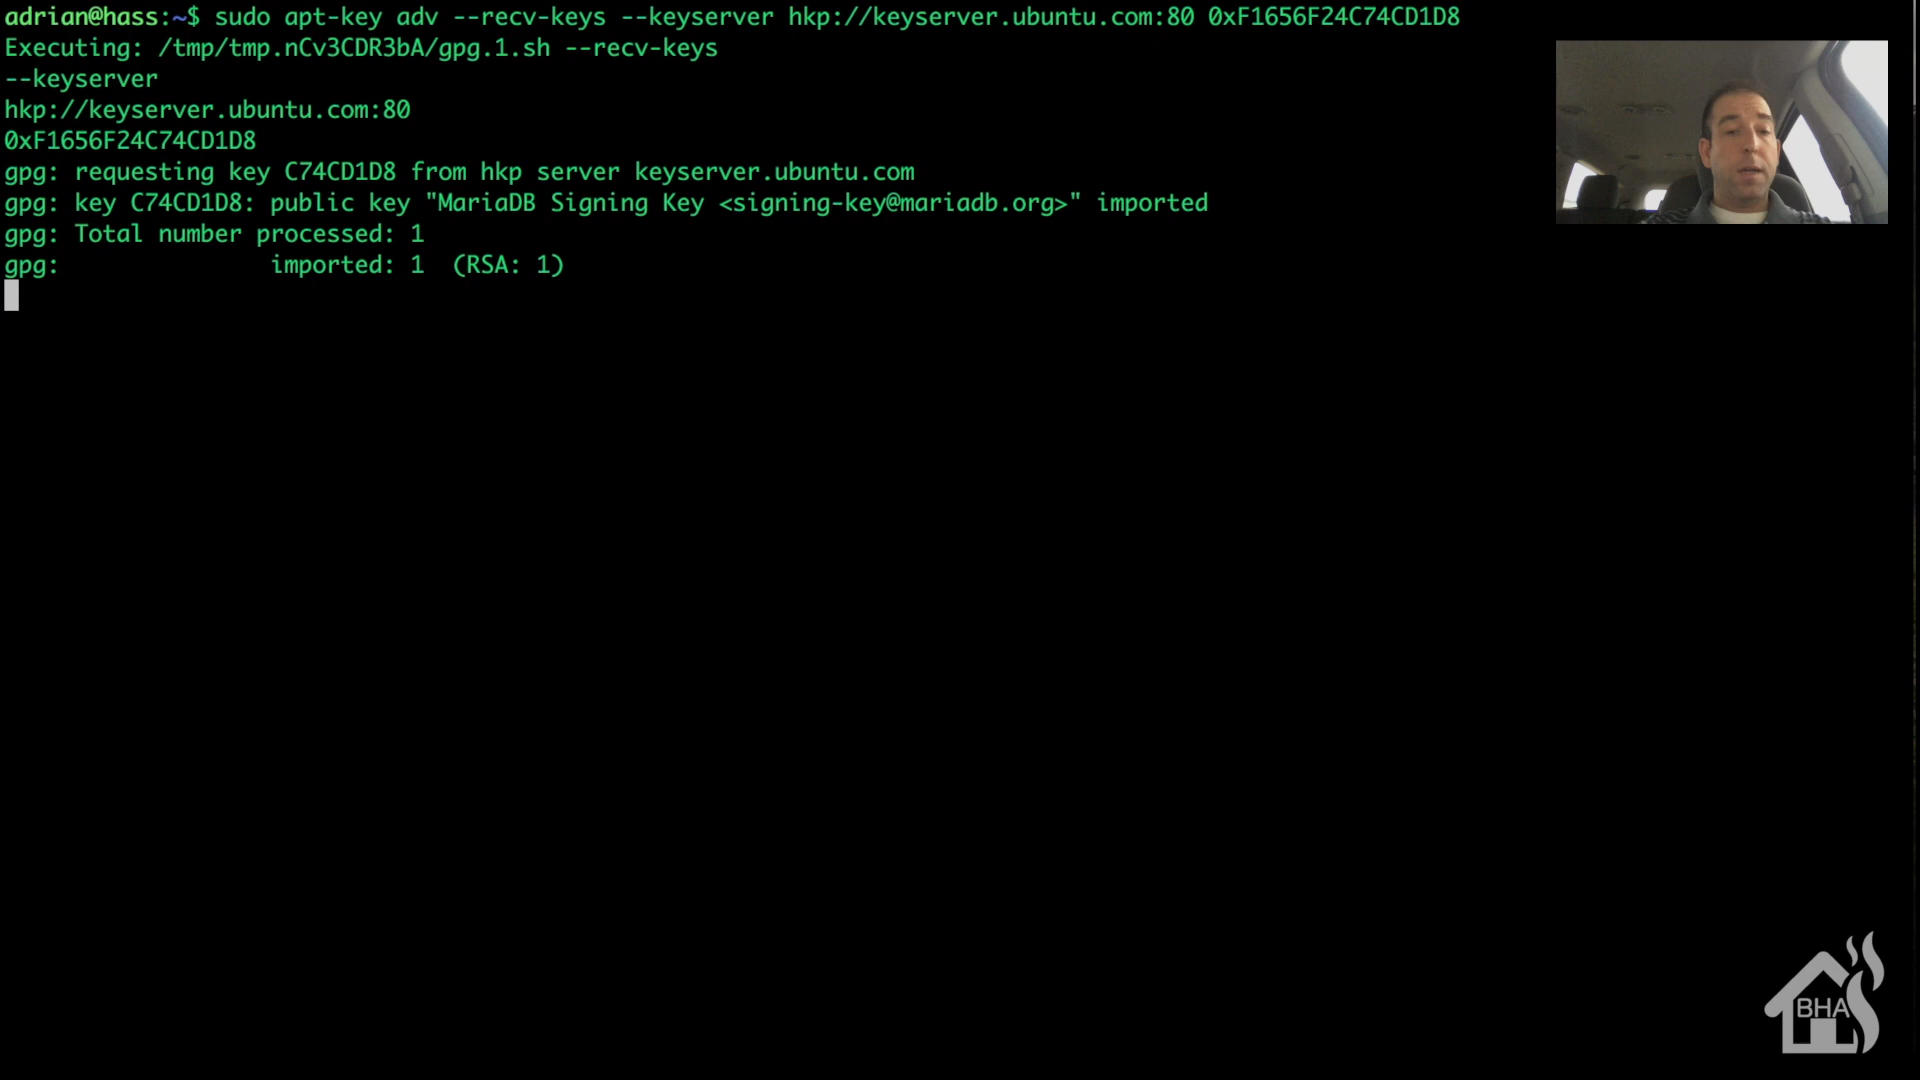 adrian@hass:~$ sudo apt-key adv --recv-keys --keyserver hkp://keyserver.ubuntu.com:80 0xF1656F24C74CD1D8
Executing: /tmp/tmp.nCv3CDR3bA/gpg.1.sh --recv-keys
--keyserver
hkp://keyserver.ubuntu.com:80
0xF1656F24C74CD1D8
gpg: requesting key C74CD1D8 from hkp server keyserver.ubuntu.com
gpg: key C74CD1D8: public key "MariaDB Signing Key <signing-key@mariadb.org>" imported
gpg: Total number processed: 1
gpg:               imported: 1  (RSA: 1)
BHA